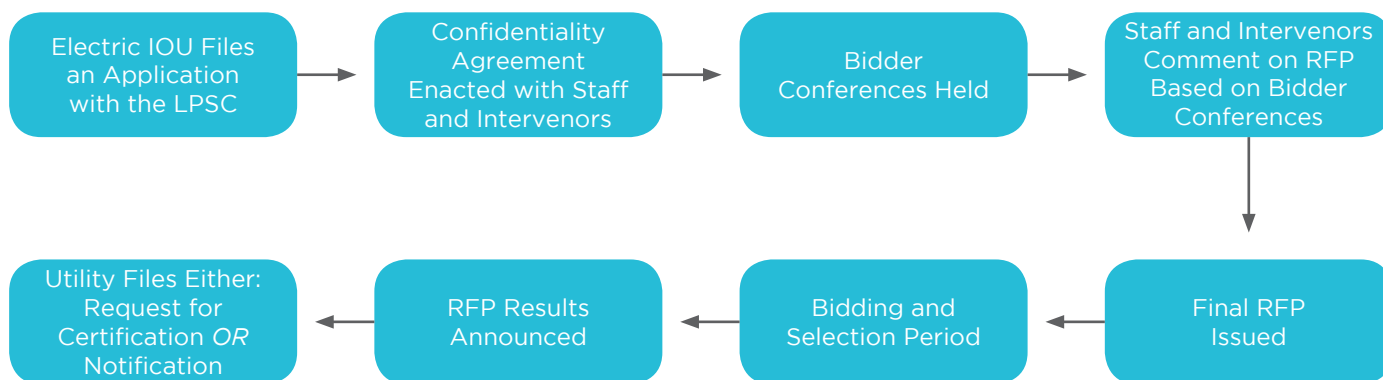 Electric IOU Files
an Application
with the LPSC
Confidentiality
Agreement
Enacted with Staff
and Intervenors
Bidder
Conferences Held
Staff and Intervenors
Comment on RFP
Based on Bidder
Conferences
Final RFP
Issued
Bidding and
Selection Period
RFP Results
Announced
Utility Files Either:
Request for
Certification OR
Notification